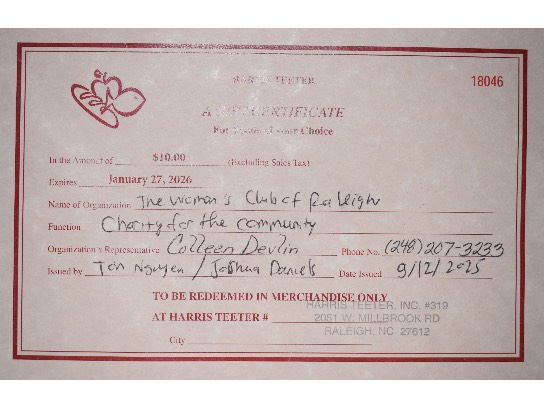 HARRIS TEETER
18046
A GIFT CERTIFICATE
For Your Choice
In the Amount of $10.00 (Excluding Sales Tax)
Expires January 27, 2026
Name of Organization The Woman's Club of Raleigh
Function Charity for the community
Organization's Representative Colleen Devlin Phone No. (248) 207-3233
Issued by Ton Nguyen / Joshua Daniels Date Issued 9/12/2025
TO BE REDEEMED IN MERCHANDISE ONLY
HARRIS TEETER, INC. #319
AT HARRIS TEETER # 2051 W. MILLBROOK RD
RALEIGH, NC 27612
City